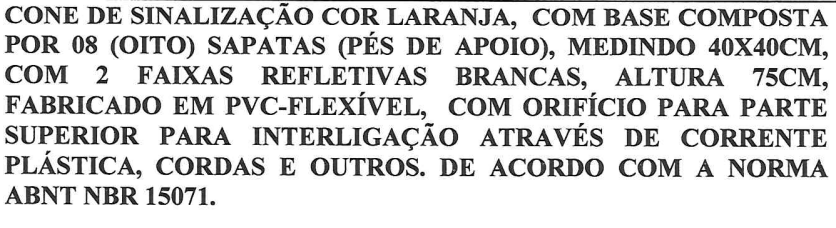 CONE DE SINALIZAÇÃO COR LARANJA, COM BASE COMPOSTA
POR 08 (OITO) SAPATAS (PÉS DE APOIO), MEDINDO 40X40CM,
COM 2 FAIXAS REFLETIVAS BRANCAS, ALTURA 75CM,
FABRICADO EM PVC-FLEXÍVEL, COM ORIFÍCIO PARA PARTE
SUPERIOR PARA INTERLIGAÇÃO ATRAVÉS DE CORRENTE
PLÁSTICA, CORDAS E OUTROS. DE ACORDO COM A NORMA
ABNT NBR 15071.